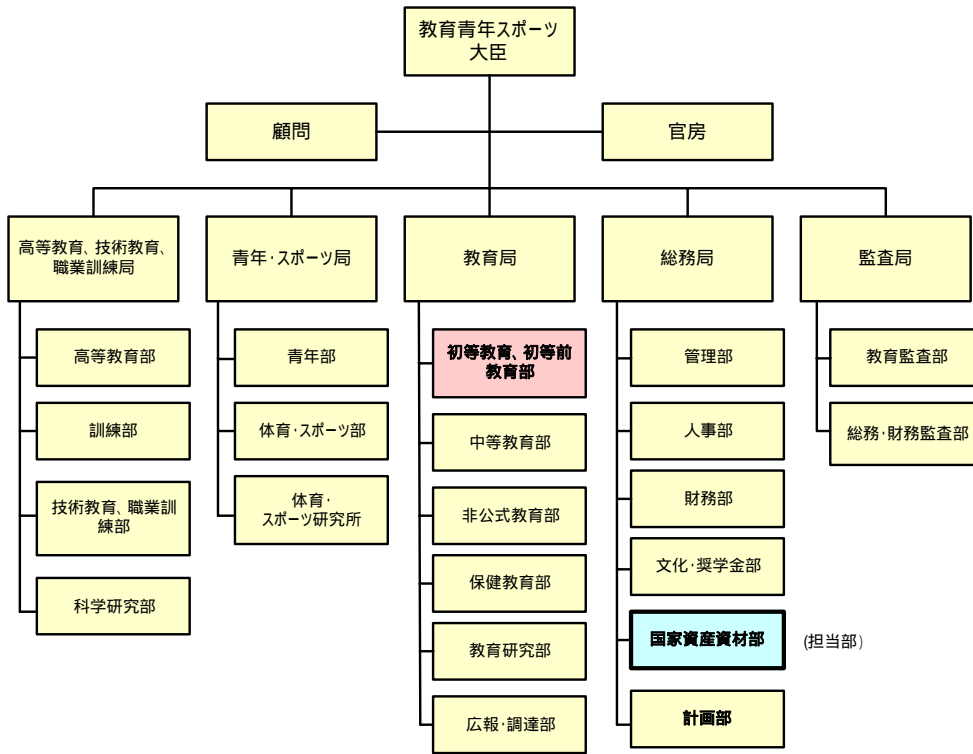 教育青年スポーツ
大臣
顧問
官房
高等教育、技術教育、
職業訓練局
青年・スポーツ局
教育局
総務局
監査局
高等教育部
訓練部
技術教育、職業訓
練部
科学研究部
青年部
体育・スポーツ部
体育・
スポーツ研究所
初等教育、初等前
教育部
中等教育部
非公式教育部
保健教育部
教育研究部
広報・調達部
管理部
人事部
財務部
文化・奨学金部
国家資産資材部
(担当部)
計画部
教育監査部
総務・財務監査部